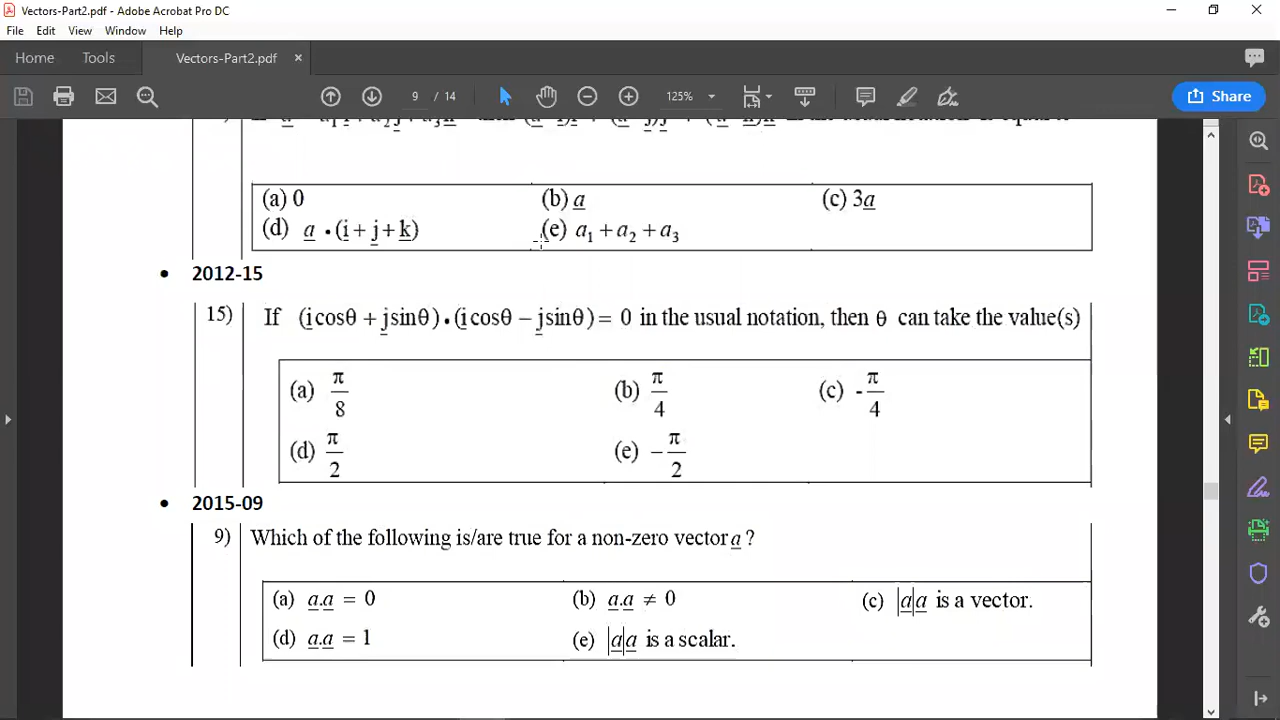 Vectors-Part2.pdf - Adobe Acrobat Pro DC
File Edit View Window Help
Home Tools Vectors-Part2.pdf ×
9 / 14 125% Share
(a) 0 (b) a (c) 3a
(d) a • (i + j + k) (e) a₁ + a₂ + a₃
• 2012-15
15) If (i cosθ + j sinθ) • (i cosθ − j sinθ) = 0 in the usual notation, then θ can take the value(s)
(a) π/8 (b) π/4 (c) -π/4
(d) π/2 (e) −π/2
• 2015-09
9) Which of the following is/are true for a non-zero vector a ?
(a) a.a = 0 (b) a.a ≠ 0 (c) |a|a is a vector.
(d) a.a = 1 (e) |a|a is a scalar.